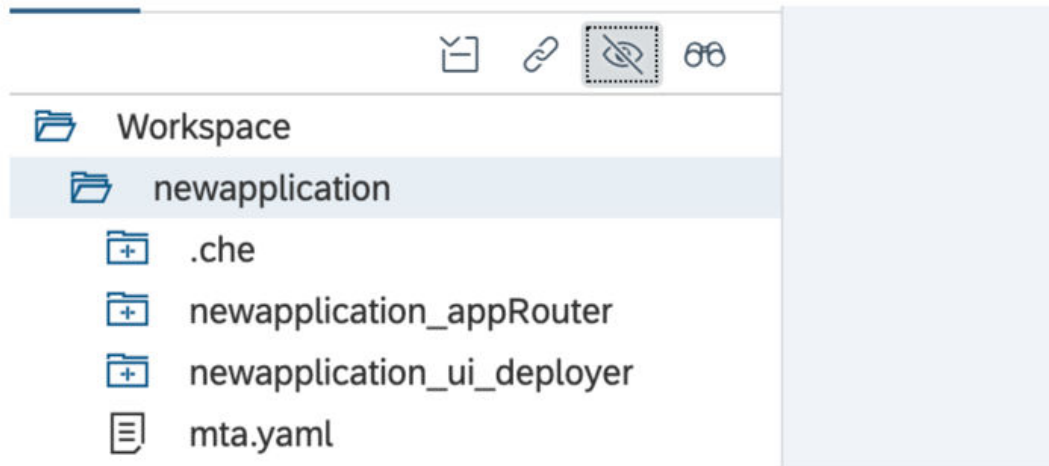 Workspace
newapplication
.che
newapplication_appRouter
newapplication_ui_deployer
mta.yaml